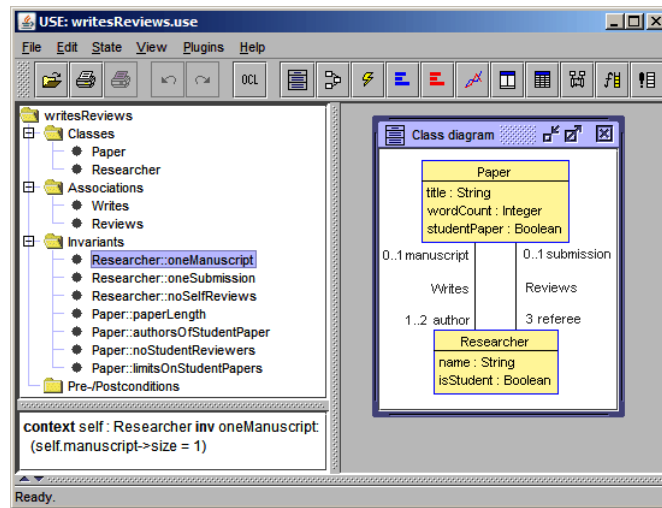 USE: writesReviews.use
File Edit State View Plugins Help
OCL
writesReviews
Classes
Paper
Researcher
Associations
Writes
Reviews
Invariants
Researcher::oneManuscript
Researcher::oneSubmission
Researcher::noSelfReviews
Paper::paperLength
Paper::authorsOfStudentPaper
Paper::noStudentReviewers
Paper::limitsOnStudentPapers
Pre-/Postconditions
context self : Researcher inv oneManuscript:
(self.manuscript->size = 1)
Class diagram
Paper
title : String
wordCount : Integer
studentPaper : Boolean
0..1 manuscript 0..1 submission
Writes Reviews
1..2 author 3 referee
Researcher
name : String
isStudent : Boolean
Ready.